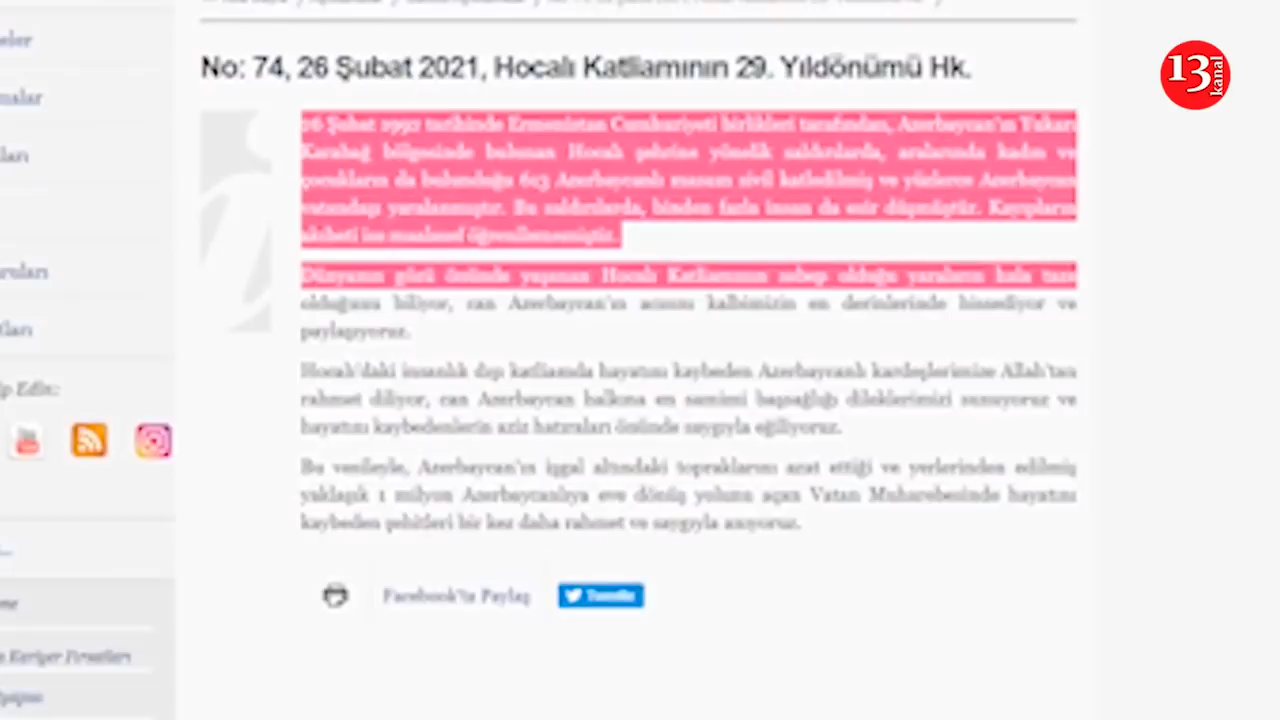 No: 74, 26 Şubat 2021, Hocalı Katliamının 29. Yıldönümü Hk.
13
kanal
26 Şubat 1992 tarihinde Ermenistan Cumhuriyeti birlikleri tarafından, Azerbaycan'ın Yukarı
Karabağ bölgesinde bulunan Hocalı şehrine yönelik saldırılarda, aralarında kadın ve
çocukların da bulunduğu 613 Azerbaycanlı masum sivil katledilmiş ve yüzlerce Azerbaycan
vatandaşı yaralanmıştır. Bu saldırılarda, binden fazla insan da esir düşmüştür. Kayıpların
akıbeti ise maalesef öğrenilememiştir.
Dünyanın gözü önünde yaşanan Hocalı Katliamının sebep olduğu yaraların hala taze
olduğunu biliyor, can Azerbaycan'ın acısını kalbimizin en derinlerinde hissediyor ve
paylaşıyoruz.
Hocalı'daki insanlık dışı katliamda hayatını kaybeden Azerbaycanlı kardeşlerimize Allah'tan
rahmet diliyor, can Azerbaycan halkına en samimi başsağlığı dileklerimizi sunuyoruz ve
hayatını kaybedenlerin aziz hatıraları önünde saygıyla eğiliyoruz.
Bu vesileyle, Azerbaycan'ın işgal altındaki topraklarını azat ettiği ve yerlerinden edilmiş
yaklaşık 1 milyon Azerbaycanlıya eve dönüş yolunu açan Vatan Muharebesinde hayatını
kaybeden şehitleri bir kez daha rahmet ve saygıyla anıyoruz.
Facebook'ta Paylaş
Tweetle
Kariyer Fırsatları